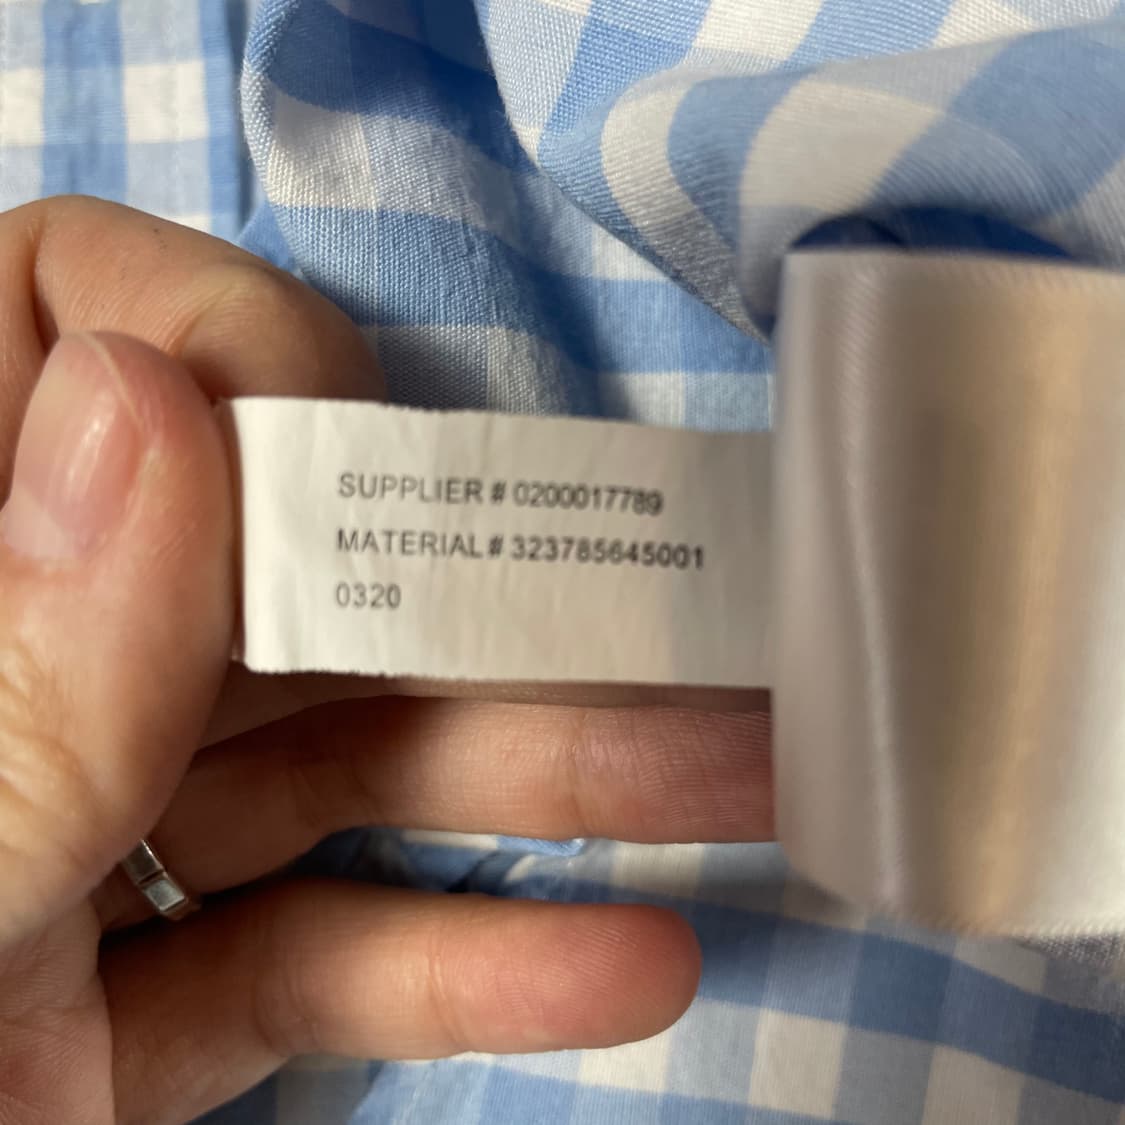 SUPPLIER # 0200017789
MATERIAL # 323785645001
0320